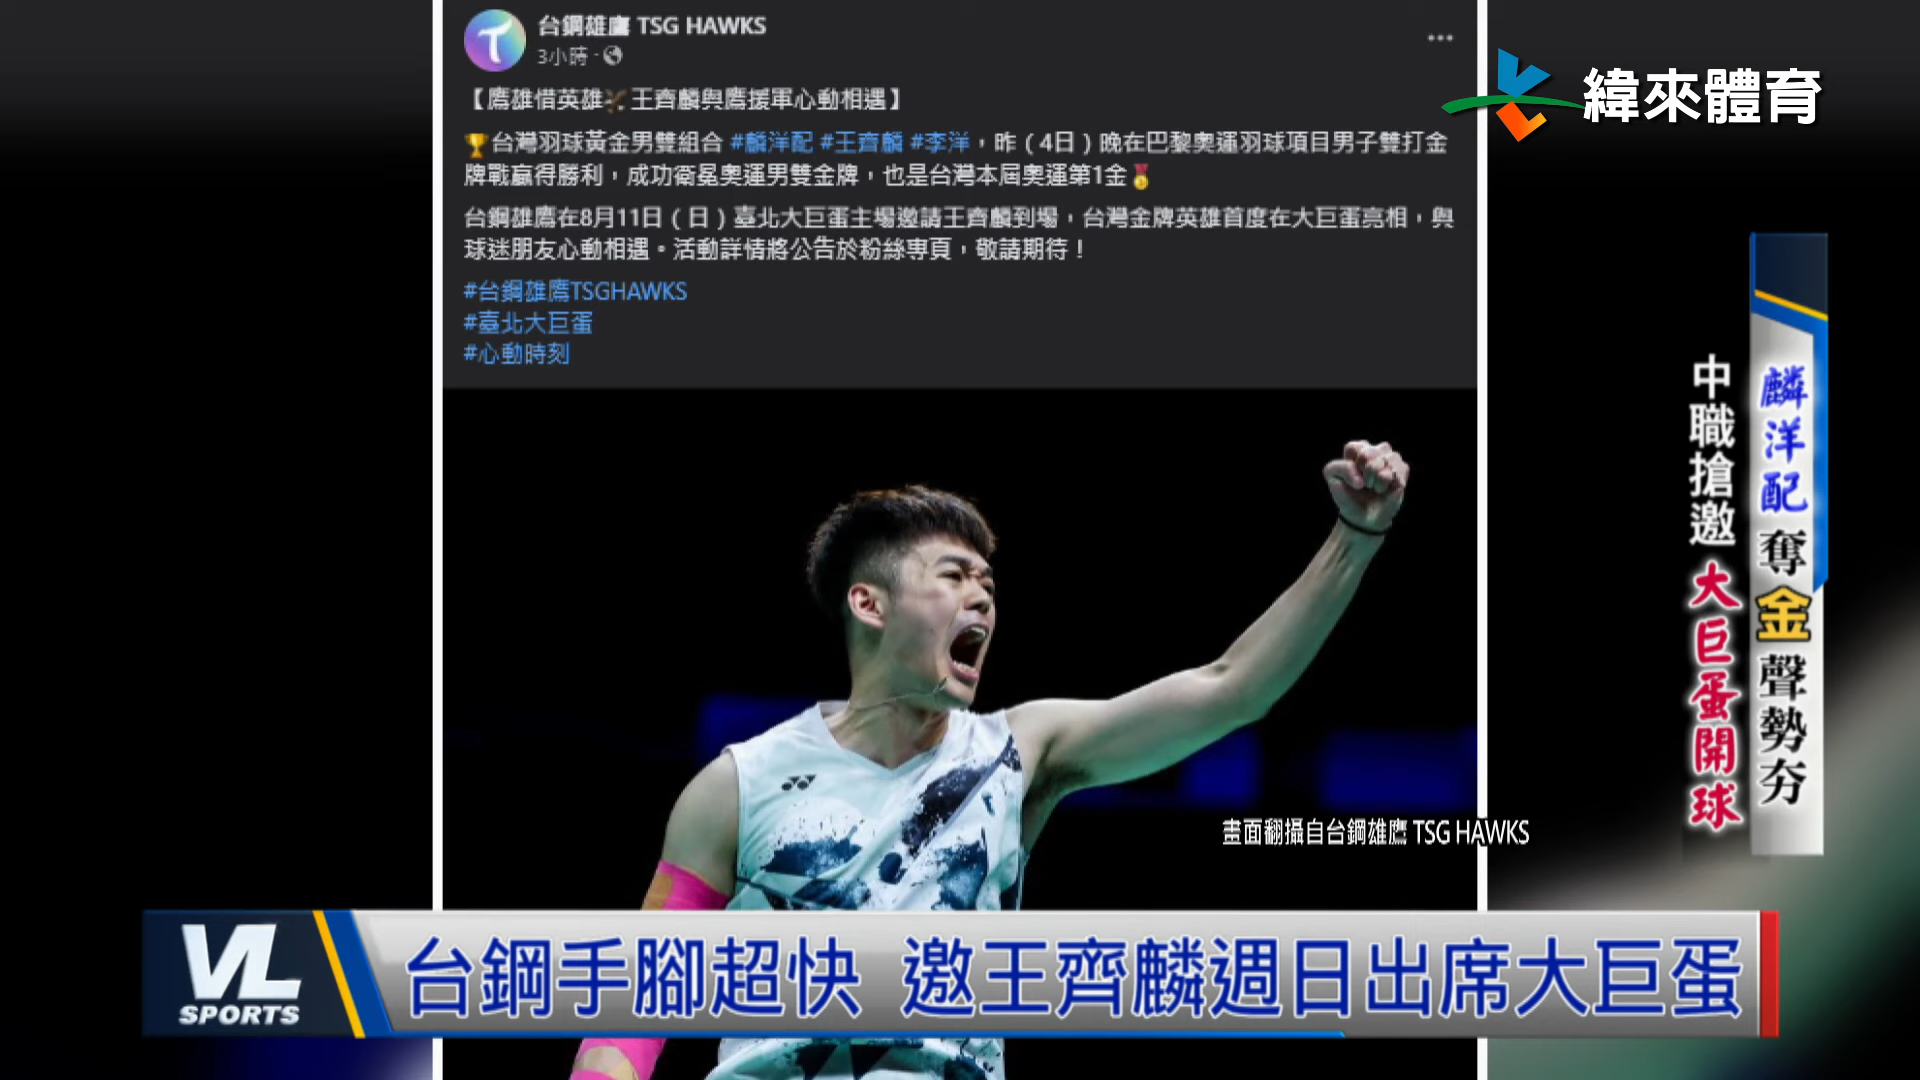 台鋼雄鷹 TSG HAWKS
3小時
緯來體育
【鷹雄借英雄 王齊麟與鷹援軍心動相遇】
台灣羽球黃金男雙組合 #麟洋配 #王齊麟 #李洋，昨（4日）晚在巴黎奧運羽球項目男子雙打金
牌戰贏得勝利，成功衛冕奧運男雙金牌，也是台灣本屆奧運第1金
台鋼雄鷹在8月11日（日）臺北大巨蛋主場邀請王齊麟到場，台灣金牌英雄首度在大巨蛋亮相，與
球迷朋友心動相遇。活動詳情將公告於粉絲專頁，敬請期待！
#台鋼雄鷹TSGHAWKS
#臺北大巨蛋
#心動時刻
麟洋配奪金聲勢夯
中職搶邀大巨蛋開球
畫面翻攝自台鋼雄鷹 TSG HAWKS
VL SPORTS
台鋼手腳超快 邀王齊麟週日出席大巨蛋